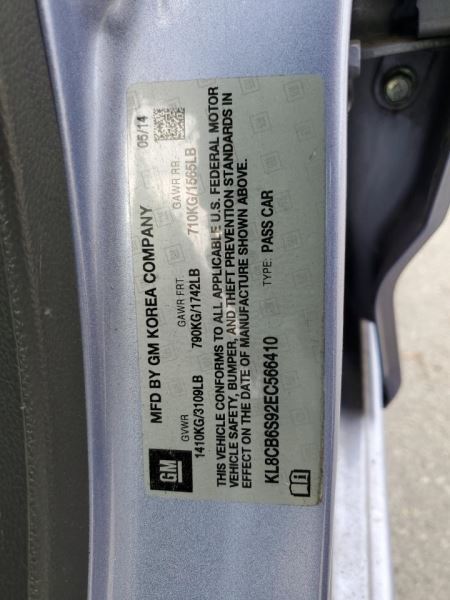 MFD BY GM KOREA COMPANY 05/14
GVWR GAWR FRT GAWR RR
1410KG/3109LB 790KG/1742LB 710KG/1565LB
THIS VEHICLE CONFORMS TO ALL APPLICABLE U.S. FEDERAL MOTOR
VEHICLE SAFETY, BUMPER, AND THEFT PREVENTION STANDARDS IN
EFFECT ON THE DATE OF MANUFACTURE SHOWN ABOVE.
KL8CB6S92EC566410 TYPE: PASS CAR
GM